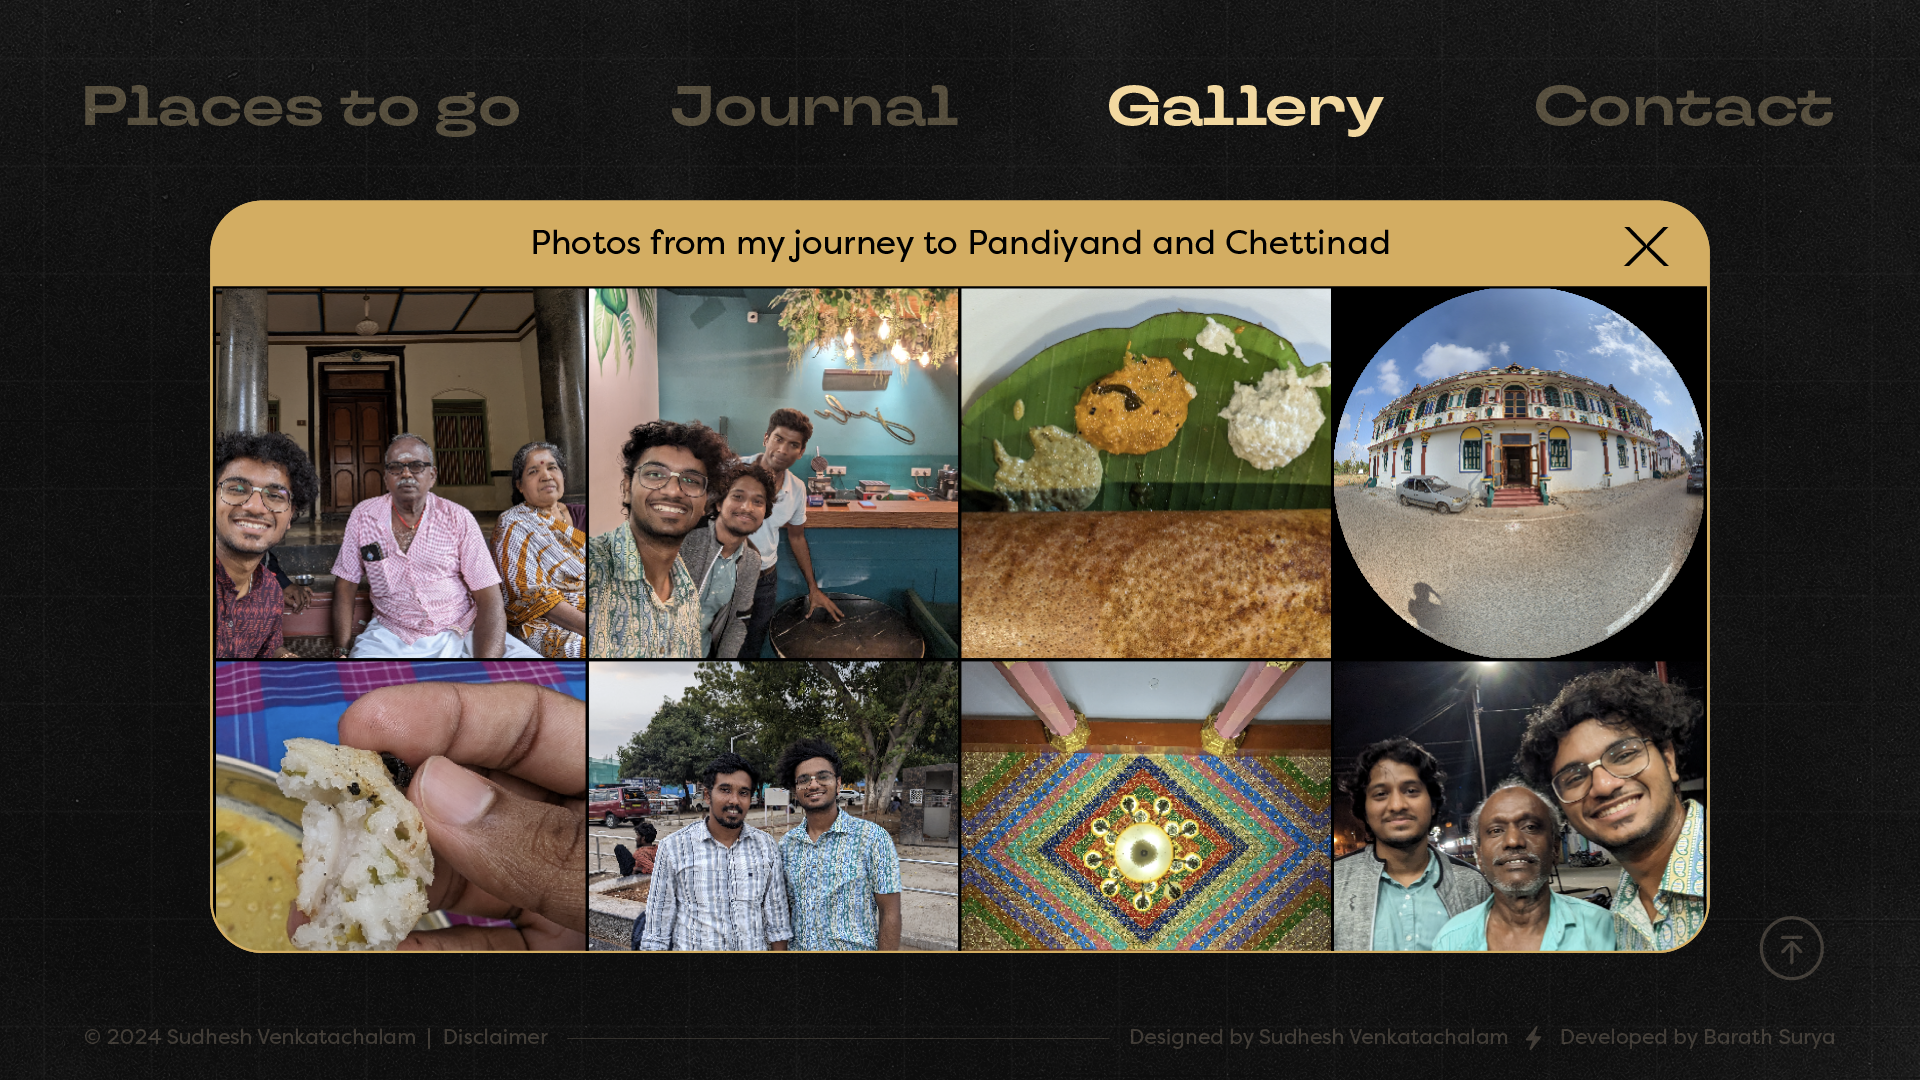 Places to go
Journal
Gallery
Contact
Photos from my journey to Pandiyand and Chettinad
© 2024 Sudhesh Venkatachalam | Disclaimer
Designed by Sudhesh Venkatachalam
Developed by Barath Surya